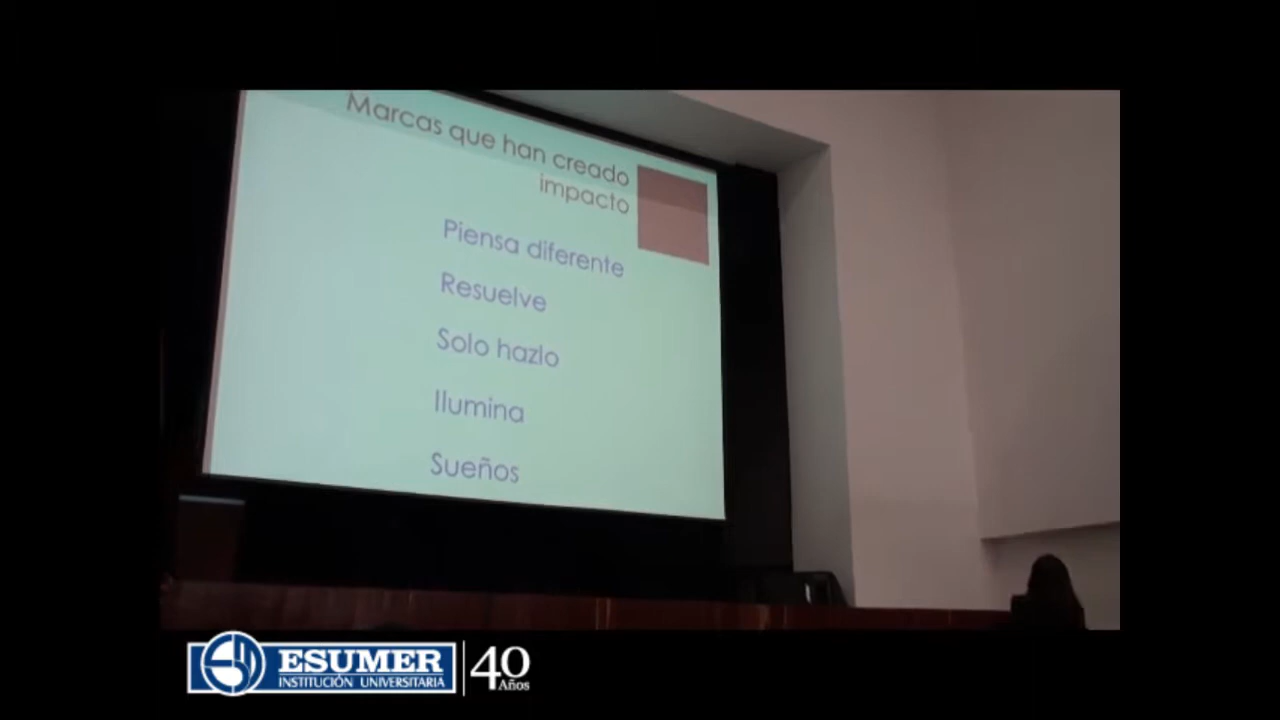 Marcas que han creado
impacto
Piensa diferente
Resuelve
Solo hazlo
Ilumina
Sueños
ESUMER
INSTITUCIÓN UNIVERSITARIA
40
Años